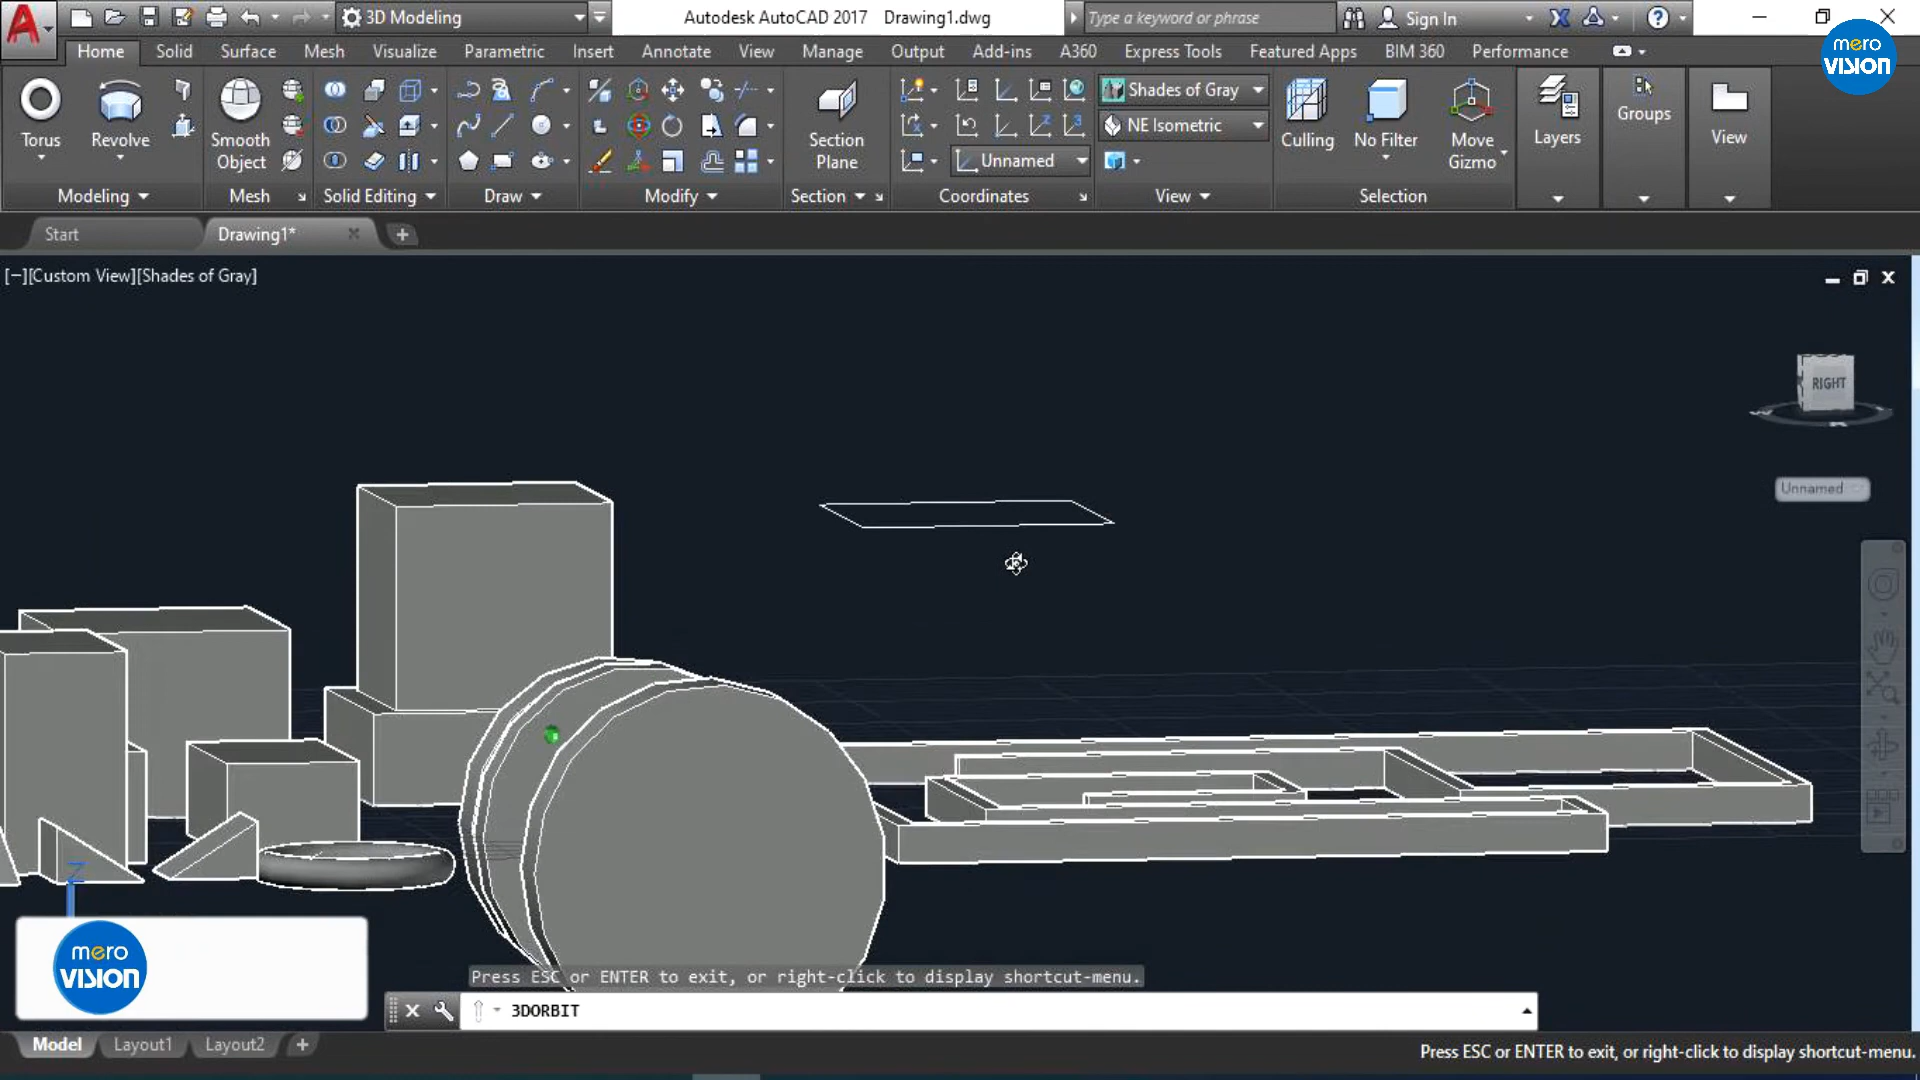 3D Modeling
Autodesk AutoCAD 2017 Drawing1.dwg
Type a keyword or phrase
Sign In
mero
VISION
Home Solid Surface Mesh Visualize Parametric Insert Annotate View Manage Output Add-ins A360 Express Tools Featured Apps BIM 360 Performance
Torus
Revolve
Smooth
Object
Section
Plane
Unnamed
Shades of Gray
NE Isometric
Culling
No Filter
Move
Gizmo
Layers
Groups
View
Modeling Mesh Solid Editing Draw Modify Section Coordinates View Selection
Start Drawing1*
[−][Custom View][Shades of Gray]
RIGHT
Unnamed
Z
mero
VISION
Press ESC or ENTER to exit, or right-click to display shortcut-menu.
3DORBIT
Model Layout1 Layout2
Press ESC or ENTER to exit, or right-click to display shortcut-menu.